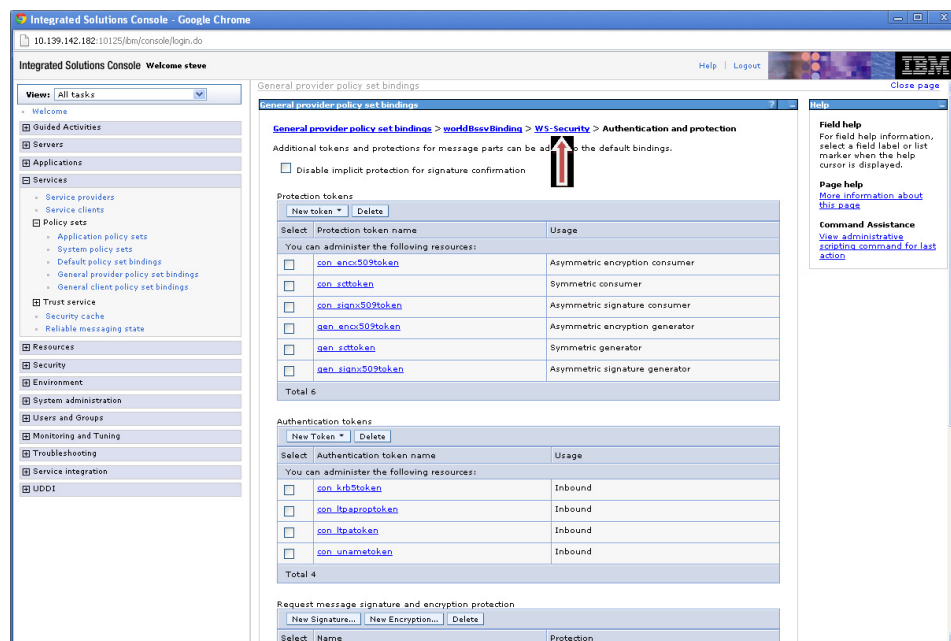 Integrated Solutions Console - Google Chrome
10.139.142.182:10125/ibm/console/login.do
Integrated Solutions Console Welcome steve
Help | Logout
IBM
View: All tasks
Welcome
Guided Activities
Servers
Applications
Services
Service providers
Service clients
Policy sets
Application policy sets
System policy sets
Default policy set bindings
General provider policy set bindings
General client policy set bindings
Trust service
Security cache
Reliable messaging state
Resources
Security
Environment
System administration
Users and Groups
Monitoring and Tuning
Troubleshooting
Service integration
UDDI
General provider policy set bindings
Close page
General provider policy set bindings ? _
General provider policy set bindings > worldBssvBinding > WS-Security > Authentication and protection
Additional tokens and protections for message parts can be ad to the default bindings.
Disable implicit protection for signature confirmation
Protection tokens
New token Delete
Select Protection token name Usage
You can administer the following resources:
con_encx509token Asymmetric encryption consumer
con_scttoken Symmetric consumer
con_signx509token Asymmetric signature consumer
gen_encx509token Asymmetric encryption generator
gen_scttoken Symmetric generator
gen_signx509token Asymmetric signature generator
Total 6
Authentication tokens
New Token Delete
Select Authentication token name Usage
You can administer the following resources:
con_krb5token Inbound
con_ltpaproptoken Inbound
con_ltpatoken Inbound
con_unametoken Inbound
Total 4
Request message signature and encryption protection
New Signature... New Encryption... Delete
Select Name Protection
Help _
Field help
For field help information,
select a field label or list
marker when the help
cursor is displayed.
Page help
More information about
this page
Command Assistance
View administrative
scripting command for last
action